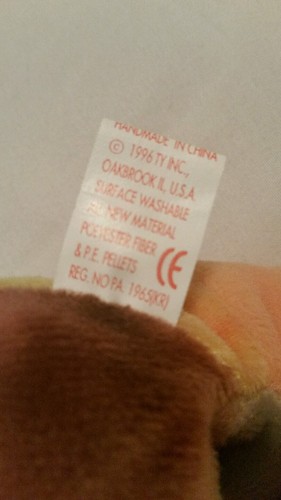 HANDMADE IN CHINA
© 1996 TY INC.,
OAKBROOK IL, U.S.A.
SURFACE WASHABLE
ALL NEW MATERIAL
POLYESTER FIBER
& P.E. PELLETS
CE
REG. NO PA. 1965(KR)